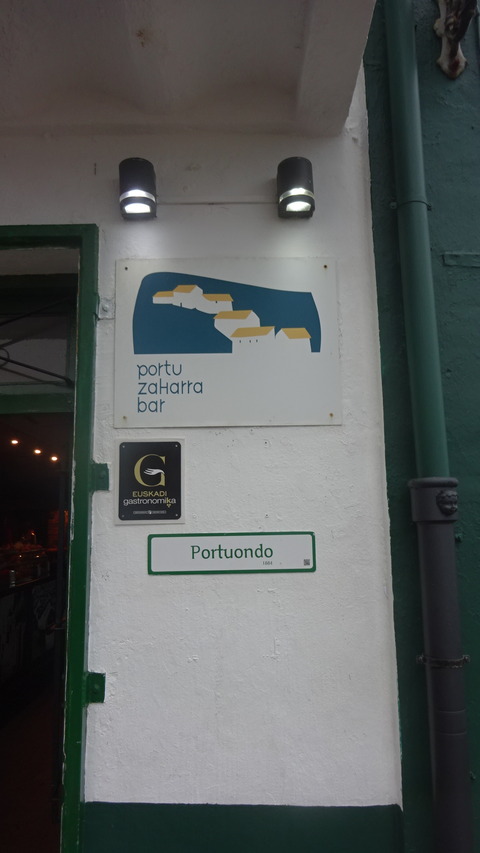 portu
zaharra
bar
G
EUSKADI
gastronomika
Portuondo